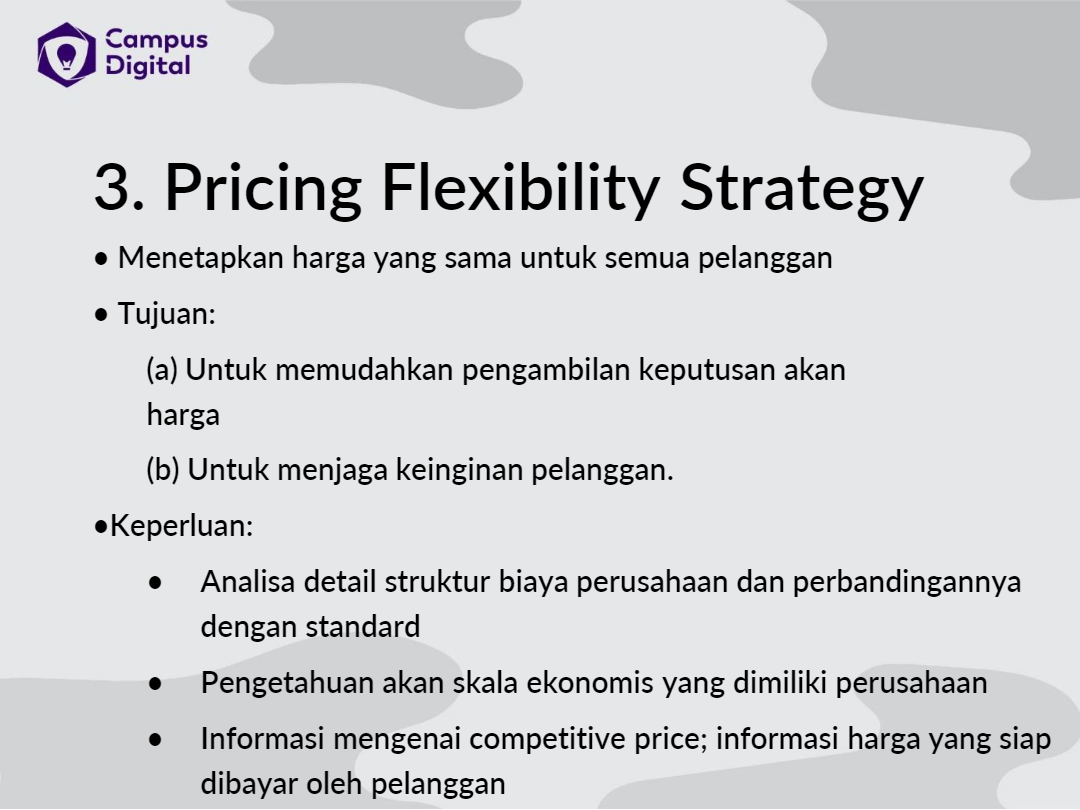 Campus
Digital
3. Pricing Flexibility Strategy
• Menetapkan harga yang sama untuk semua pelanggan
• Tujuan:
(a) Untuk memudahkan pengambilan keputusan akan
harga
(b) Untuk menjaga keinginan pelanggan.
•Keperluan:
• Analisa detail struktur biaya perusahaan dan perbandingannya
dengan standard
• Pengetahuan akan skala ekonomis yang dimiliki perusahaan
• Informasi mengenai competitive price; informasi harga yang siap
dibayar oleh pelanggan